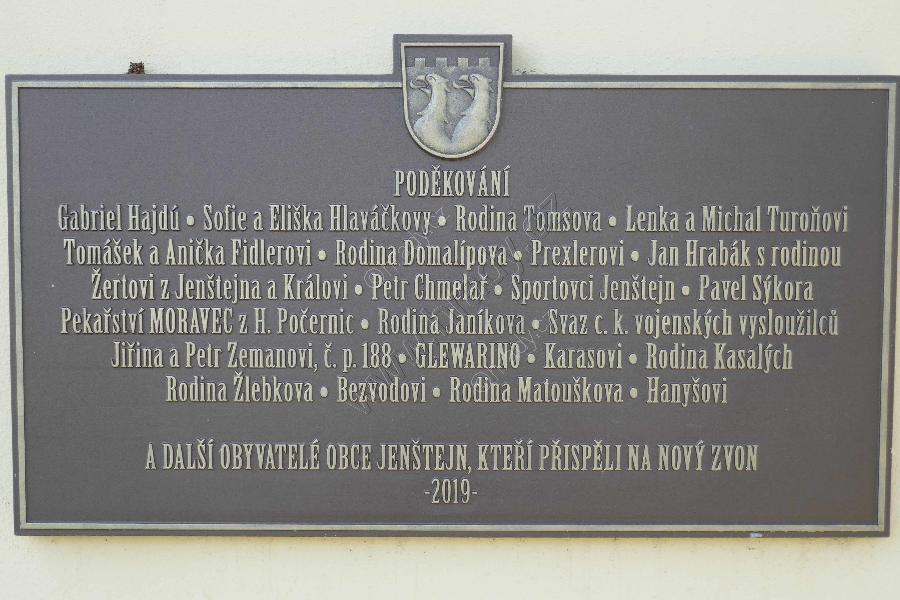 PODĚKOVÁNÍ
Gabriel Hajdú • Sofie a Eliška Hlaváčkovy • Rodina Tomsova • Lenka a Michal Turoňovi
Tomášek a Anička Fidlerovi • Rodina Domalípova • Prexlerovi • Jan Hrabák s rodinou
Žertovi z Jenštejna a Královi • Petr Chmelař • Sportovci Jenštejn • Pavel Sýkora
Pekařství MORAVEC z H. Počernic • Rodina Janíkova • Svaz c. k. vojenských vysloužilců
Jiřina a Petr Zemanovi, č. p. 188 • GLEWARINO • Karasovi • Rodina Kasalých
Rodina Žlebkova • Bezvodovi • Rodina Matouškova • Hanyšovi
A DALŠÍ OBYVATELÉ OBCE JENŠTEJN, KTEŘÍ PŘISPĚLI NA NOVÝ ZVON
-2019-